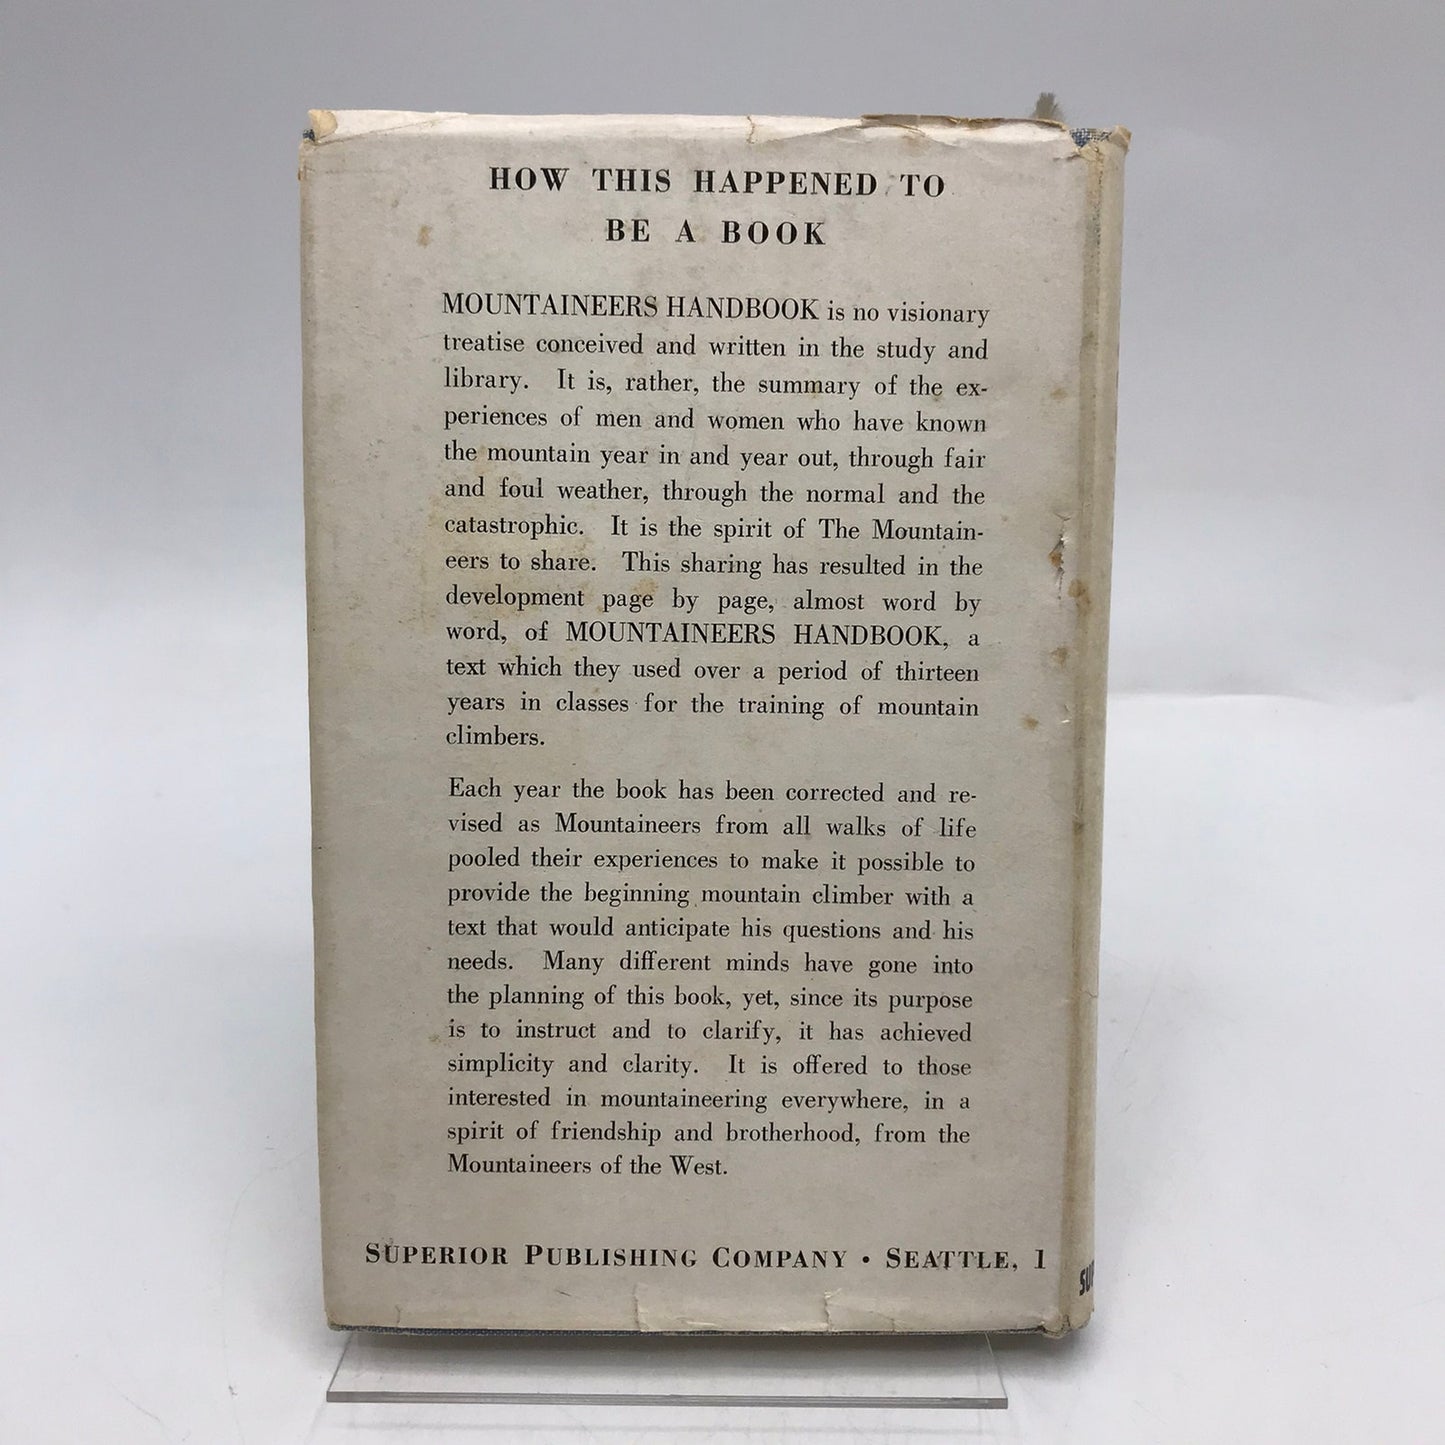 HOW THIS HAPPENED TO
BE A BOOK
MOUNTAINEERS HANDBOOK is no visionary
treatise conceived and written in the study and
library. It is, rather, the summary of the ex-
periences of men and women who have known
the mountain year in and year out, through fair
and foul weather, through the normal and the
catastrophic. It is the spirit of The Mountain-
eers to share. This sharing has resulted in the
development page by page, almost word by
word, of MOUNTAINEERS HANDBOOK, a
text which they used over a period of thirteen
years in classes for the training of mountain
climbers.
Each year the book has been corrected and re-
vised as Mountaineers from all walks of life
pooled their experiences to make it possible to
provide the beginning mountain climber with a
text that would anticipate his questions and his
needs. Many different minds have gone into
the planning of this book, yet, since its purpose
is to instruct and to clarify, it has achieved
simplicity and clarity. It is offered to those
interested in mountaineering everywhere, in a
spirit of friendship and brotherhood, from the
Mountaineers of the West.
SUPERIOR PUBLISHING COMPANY • SEATTLE, 1